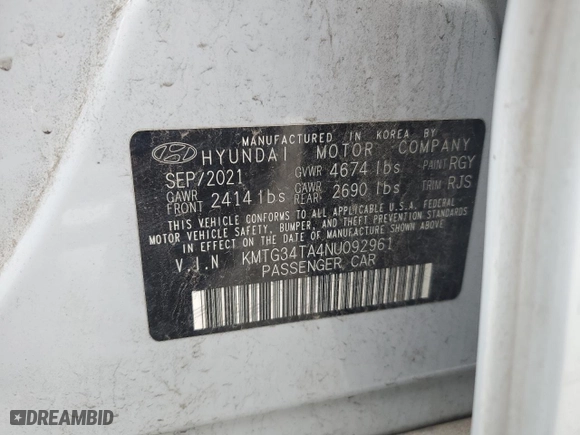 MANUFACTURED IN KOREA BY
HYUNDAI MOTOR COMPANY
SEP/2021 GVWR 4674 lbs PAINT RGY
GAWR FRONT 2414 lbs GAWR REAR 2690 lbs TRIM RJS
THIS VEHICLE CONFORMS TO ALL APPLICABLE U.S.A. FEDERAL
MOTOR VEHICLE SAFETY, BUMPER, AND THEFT PREVENTION STANDARDS
IN EFFECT ON THE DATE OF MANUFACTURE SHOWN ABOVE.
V.I.N KMTG34TA4NU092961
PASSENGER CAR
DREAMBID